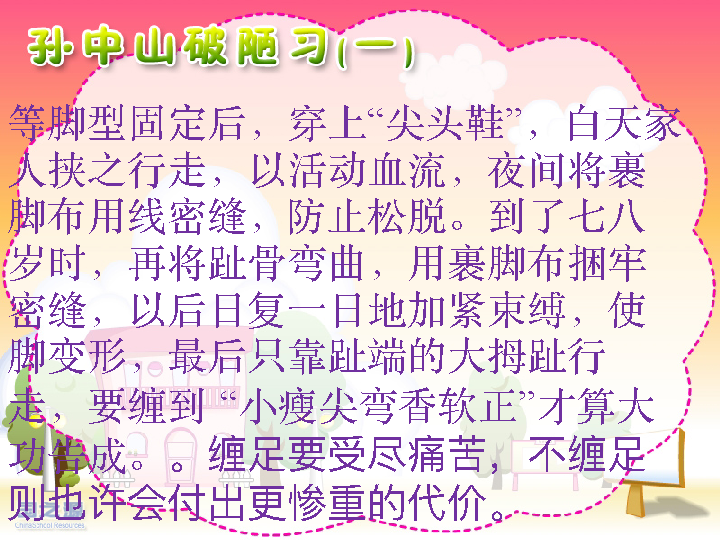 孙中山破陋习(一)
等脚型固定后，穿上“尖头鞋”，白天家
人挟之行走，以活动血流，夜间将裹
脚布用线密缝，防止松脱。到了七八
岁时，再将趾骨弯曲，用裹脚布捆牢
密缝，以后日复一日地加紧束缚，使
脚变形，最后只靠趾端的大拇趾行
走，要缠到 “小瘦尖弯香软正”才算大
功告成。。缠足要受尽痛苦，不缠足
则也许会付出更惨重的代价。
ChinaSchool Resources